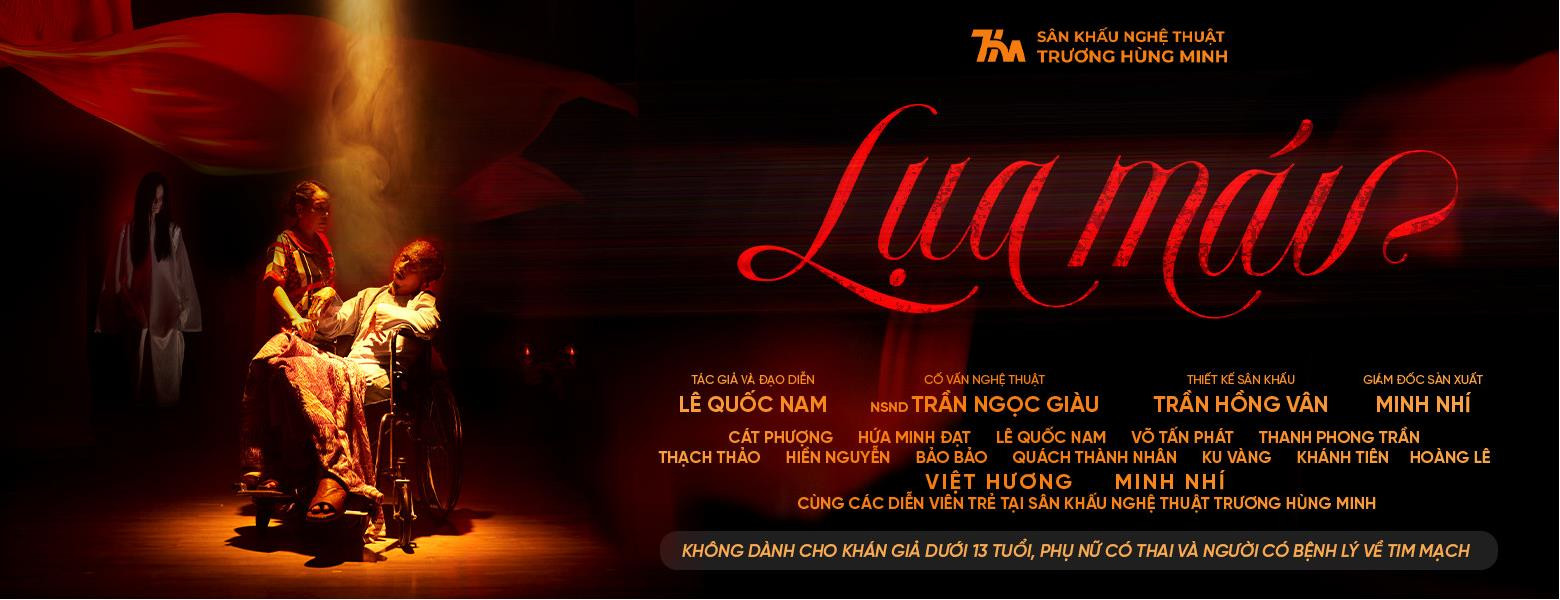 SÂN KHẤU NGHỆ THUẬT
TRƯƠNG HÙNG MINH
Lụa máu
TÁC GIẢ VÀ ĐẠO DIỄN
LÊ QUỐC NAM
CỐ VẤN NGHỆ THUẬT
NSND TRẦN NGỌC GIÀU
THIẾT KẾ SÂN KHẤU
TRẦN HỒNG VÂN
GIÁM ĐỐC SẢN XUẤT
MINH NHÍ
CÁT PHƯỢNG HỨA MINH ĐẠT LÊ QUỐC NAM VÕ TẤN PHÁT THANH PHONG TRẦN
THẠCH THẢO HIỀN NGUYỄN BẢO BẢO QUÁCH THÀNH NHÂN KU VÀNG KHÁNH TIÊN HOÀNG LÊ
VIỆT HƯƠNG MINH NHÍ
CÙNG CÁC DIỄN VIÊN TRẺ TẠI SÂN KHẤU NGHỆ THUẬT TRƯƠNG HÙNG MINH
KHÔNG DÀNH CHO KHÁN GIẢ DƯỚI 13 TUỔI, PHỤ NỮ CÓ THAI VÀ NGƯỜI CÓ BỆNH LÝ VỀ TIM MẠCH